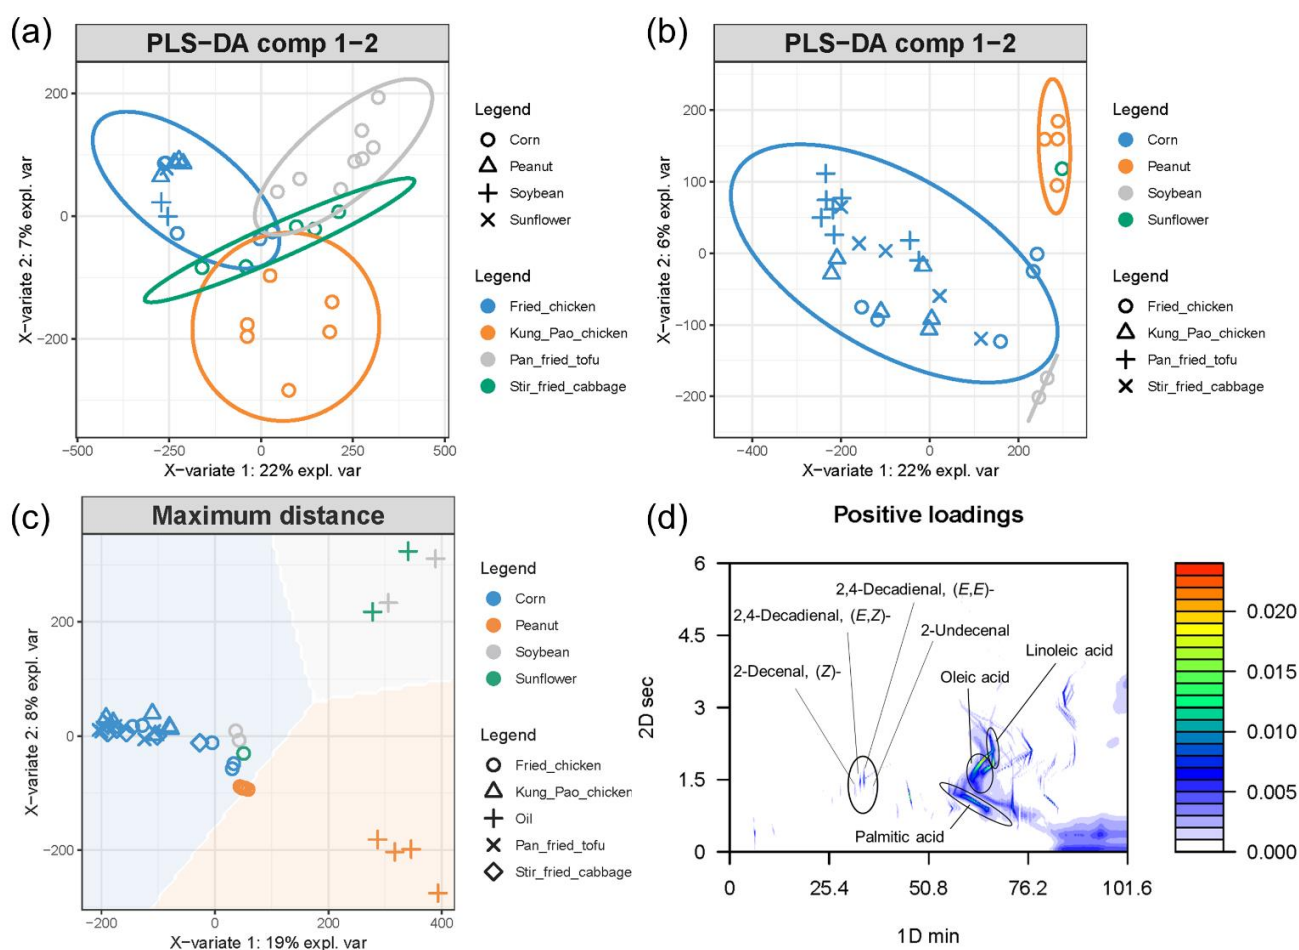 (a)
PLS−DA comp 1−2
200
0
−200
−500
−250
0
250
500
X−variate 1: 22% expl. var
X−variate 2: 7% expl. var
Legend
Corn
Peanut
Soybean
Sunflower
Legend
Fried_chicken
Kung_Pao_chicken
Pan_fried_tofu
Stir_fried_cabbage
(b)
PLS−DA comp 1−2
200
100
0
−100
−200
−400
−200
0
200
X−variate 1: 22% expl. var
X−variate 2: 6% expl. var
Legend
Corn
Peanut
Soybean
Sunflower
Legend
Fried_chicken
Kung_Pao_chicken
Pan_fried_tofu
Stir_fried_cabbage
(c)
Maximum distance
200
0
−200
−200
0
200
400
X−variate 1: 19% expl. var
X−variate 2: 8% expl. var
Legend
Corn
Peanut
Soybean
Sunflower
Legend
Fried_chicken
Kung_Pao_chicken
Oil
Pan_fried_tofu
Stir_fried_cabbage
(d)
Positive loadings
6
4.5
3
1.5
0
2D sec
2,4-Decadienal, (E,E)-
2,4-Decadienal, (E,Z)-
2-Undecenal
2-Decenal, (Z)-
Linoleic acid
Oleic acid
Palmitic acid
0
25.4
50.8
76.2
101.6
1D min
0.020
0.015
0.010
0.005
0.000